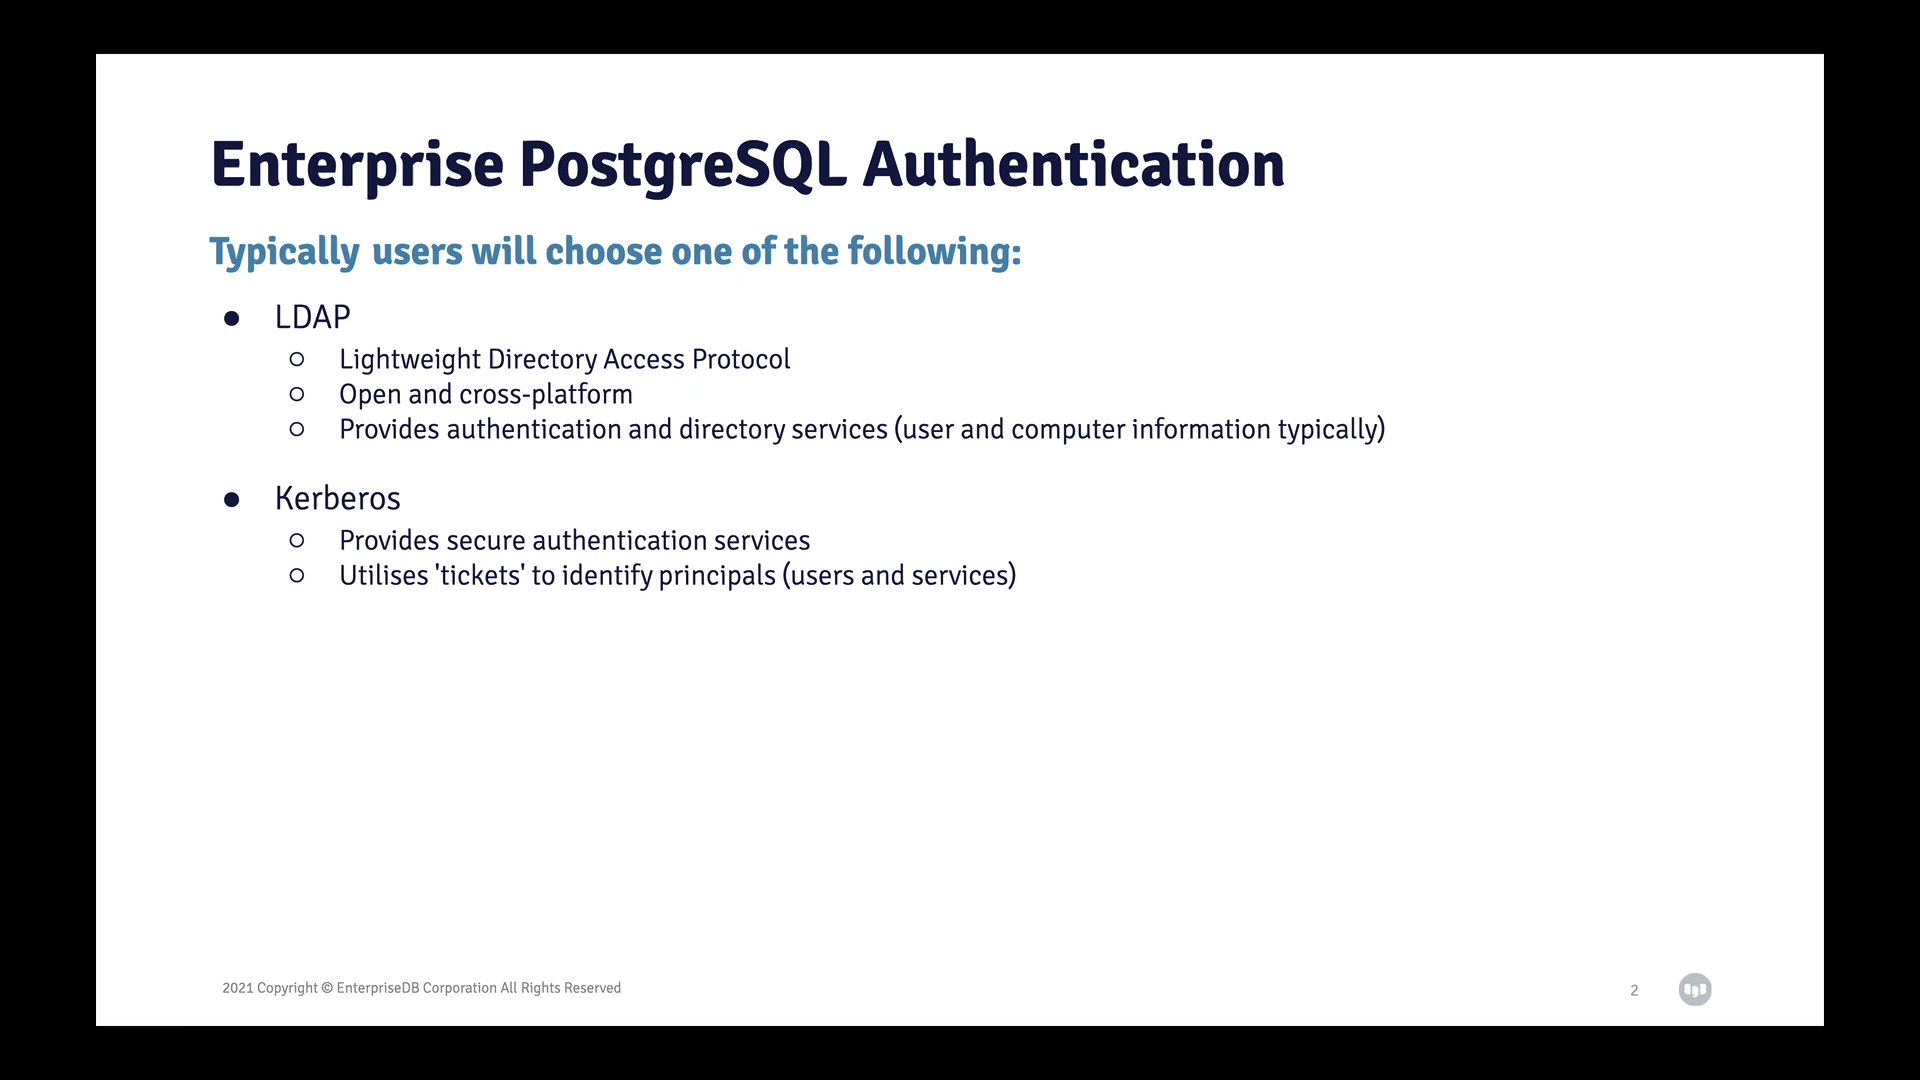 Enterprise PostgreSQL Authentication
Typically users will choose one of the following:
● LDAP
○ Lightweight Directory Access Protocol
○ Open and cross-platform
○ Provides authentication and directory services (user and computer information typically)
● Kerberos
○ Provides secure authentication services
○ Utilises 'tickets' to identify principals (users and services)
2021 Copyright © EnterpriseDB Corporation All Rights Reserved
2